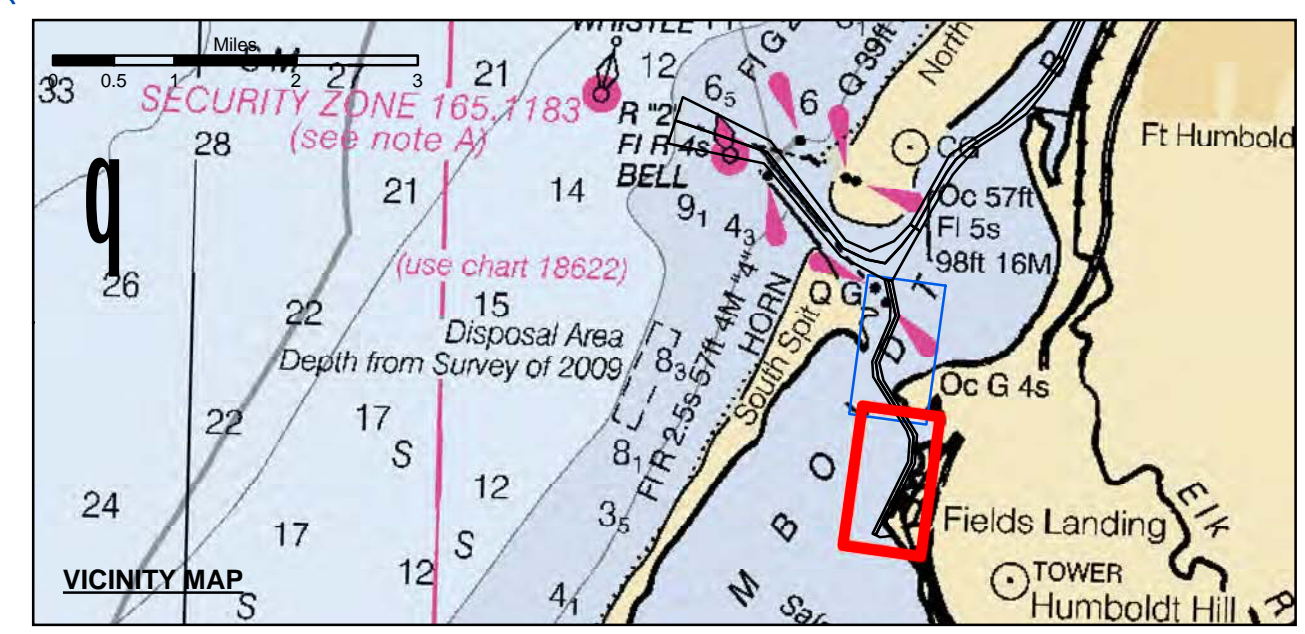 WHISTLE
Miles
0 0.5 1 2 3
33
21
12
6₅
Fl G
6
Q 39ft
North
B
SECURITY ZONE 165.1183
(see note A)
R "2"
Fl R 4s
BELL
CG
Ft Humbold
28
21
14
9₁
4₃
Oc 57ft
Fl 5s
98ft 16M
q
26
(use chart 18622)
22
15
Disposal Area
Depth from Survey of 2009
8₃
Fl R 2.5s 57ft 4M "4"
HORN
South Spit
Q G
T
D
Oc G 4s
22
17
S
8₁
O
B
M
24
12
17
S
3₅
Fields Landing
Elk
R
12
4₁
TOWER
Humboldt Hill
VICINITY MAP
S
Saf